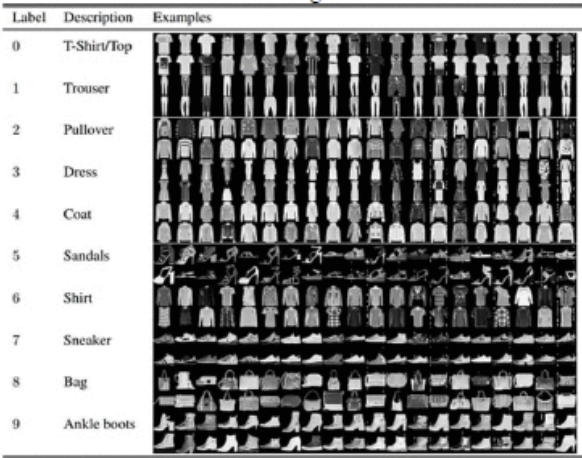 Label Description Examples
0 T-Shirt/Top
1 Trouser
2 Pullover
3 Dress
4 Coat
5 Sandals
6 Shirt
7 Sneaker
8 Bag
9 Ankle boots